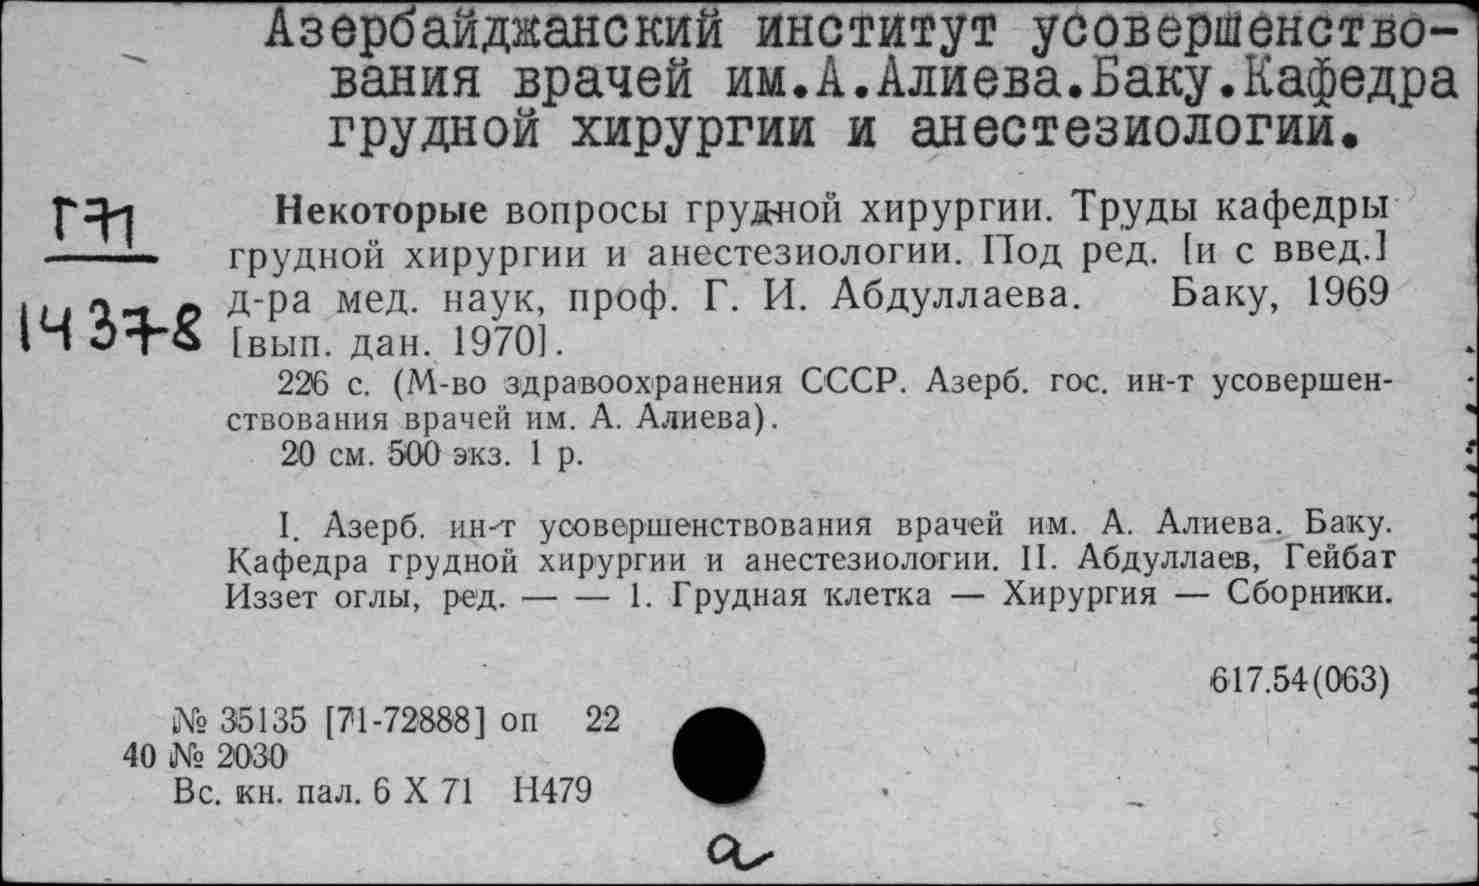 Азербайджанский институт усовершенство-
вания врачей им.А.Алиева.Баку.Кафедра
грудной хирургии и анестезиологии.
Некоторые вопросы грудной хирургии. Труды кафедры
грудной хирургии и анестезиологии. Под ред. [и с введ.]
д-ра мед. наук, проф. Г. И. Абдуллаева. Баку, 1969
[вып. дан. 1970].
1437-8
226 с. (М-во здравоохранения СССР. Азерб. гос. ин-т усовершен-
ствования врачей им. А. Алиева).
20 см. 500 экз. 1 р.
I. Азерб. ин-т усовершенствования врачей им. А. Алиева. Баку.
Кафедра грудной хирургии и анестезиологии. II. Абдуллаев, Гейбат
Иззет оглы, ред. — — 1. Грудная клетка — Хирургия — Сборники.
617.54(063)
№ 35135 [71-72888] оп 22
40 № 2030
Вс. кн. пал. 6 X 71 Н479